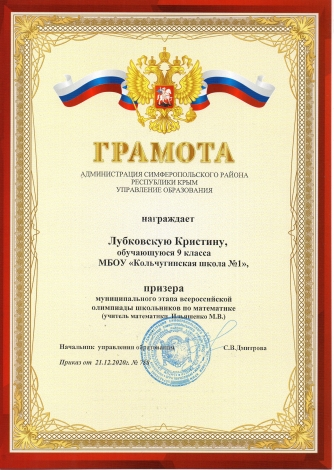 ГРАМОТА
АДМИНИСТРАЦИЯ СИМФЕРОПОЛЬСКОГО РАЙОНА
РЕСПУБЛИКИ КРЫМ
УПРАВЛЕНИЕ ОБРАЗОВАНИЯ
награждает
Лубковскую Кристину,
обучающуюся 9 класса
МБОУ «Кольчугинская школа №1»,
призера
муниципального этапа всероссийской
олимпиады школьников по математике
(учитель математики Ильяшенко М.В.)
Начальник управления образования С.В.Дмитрова
Приказ от 21.12.2020г. № 768